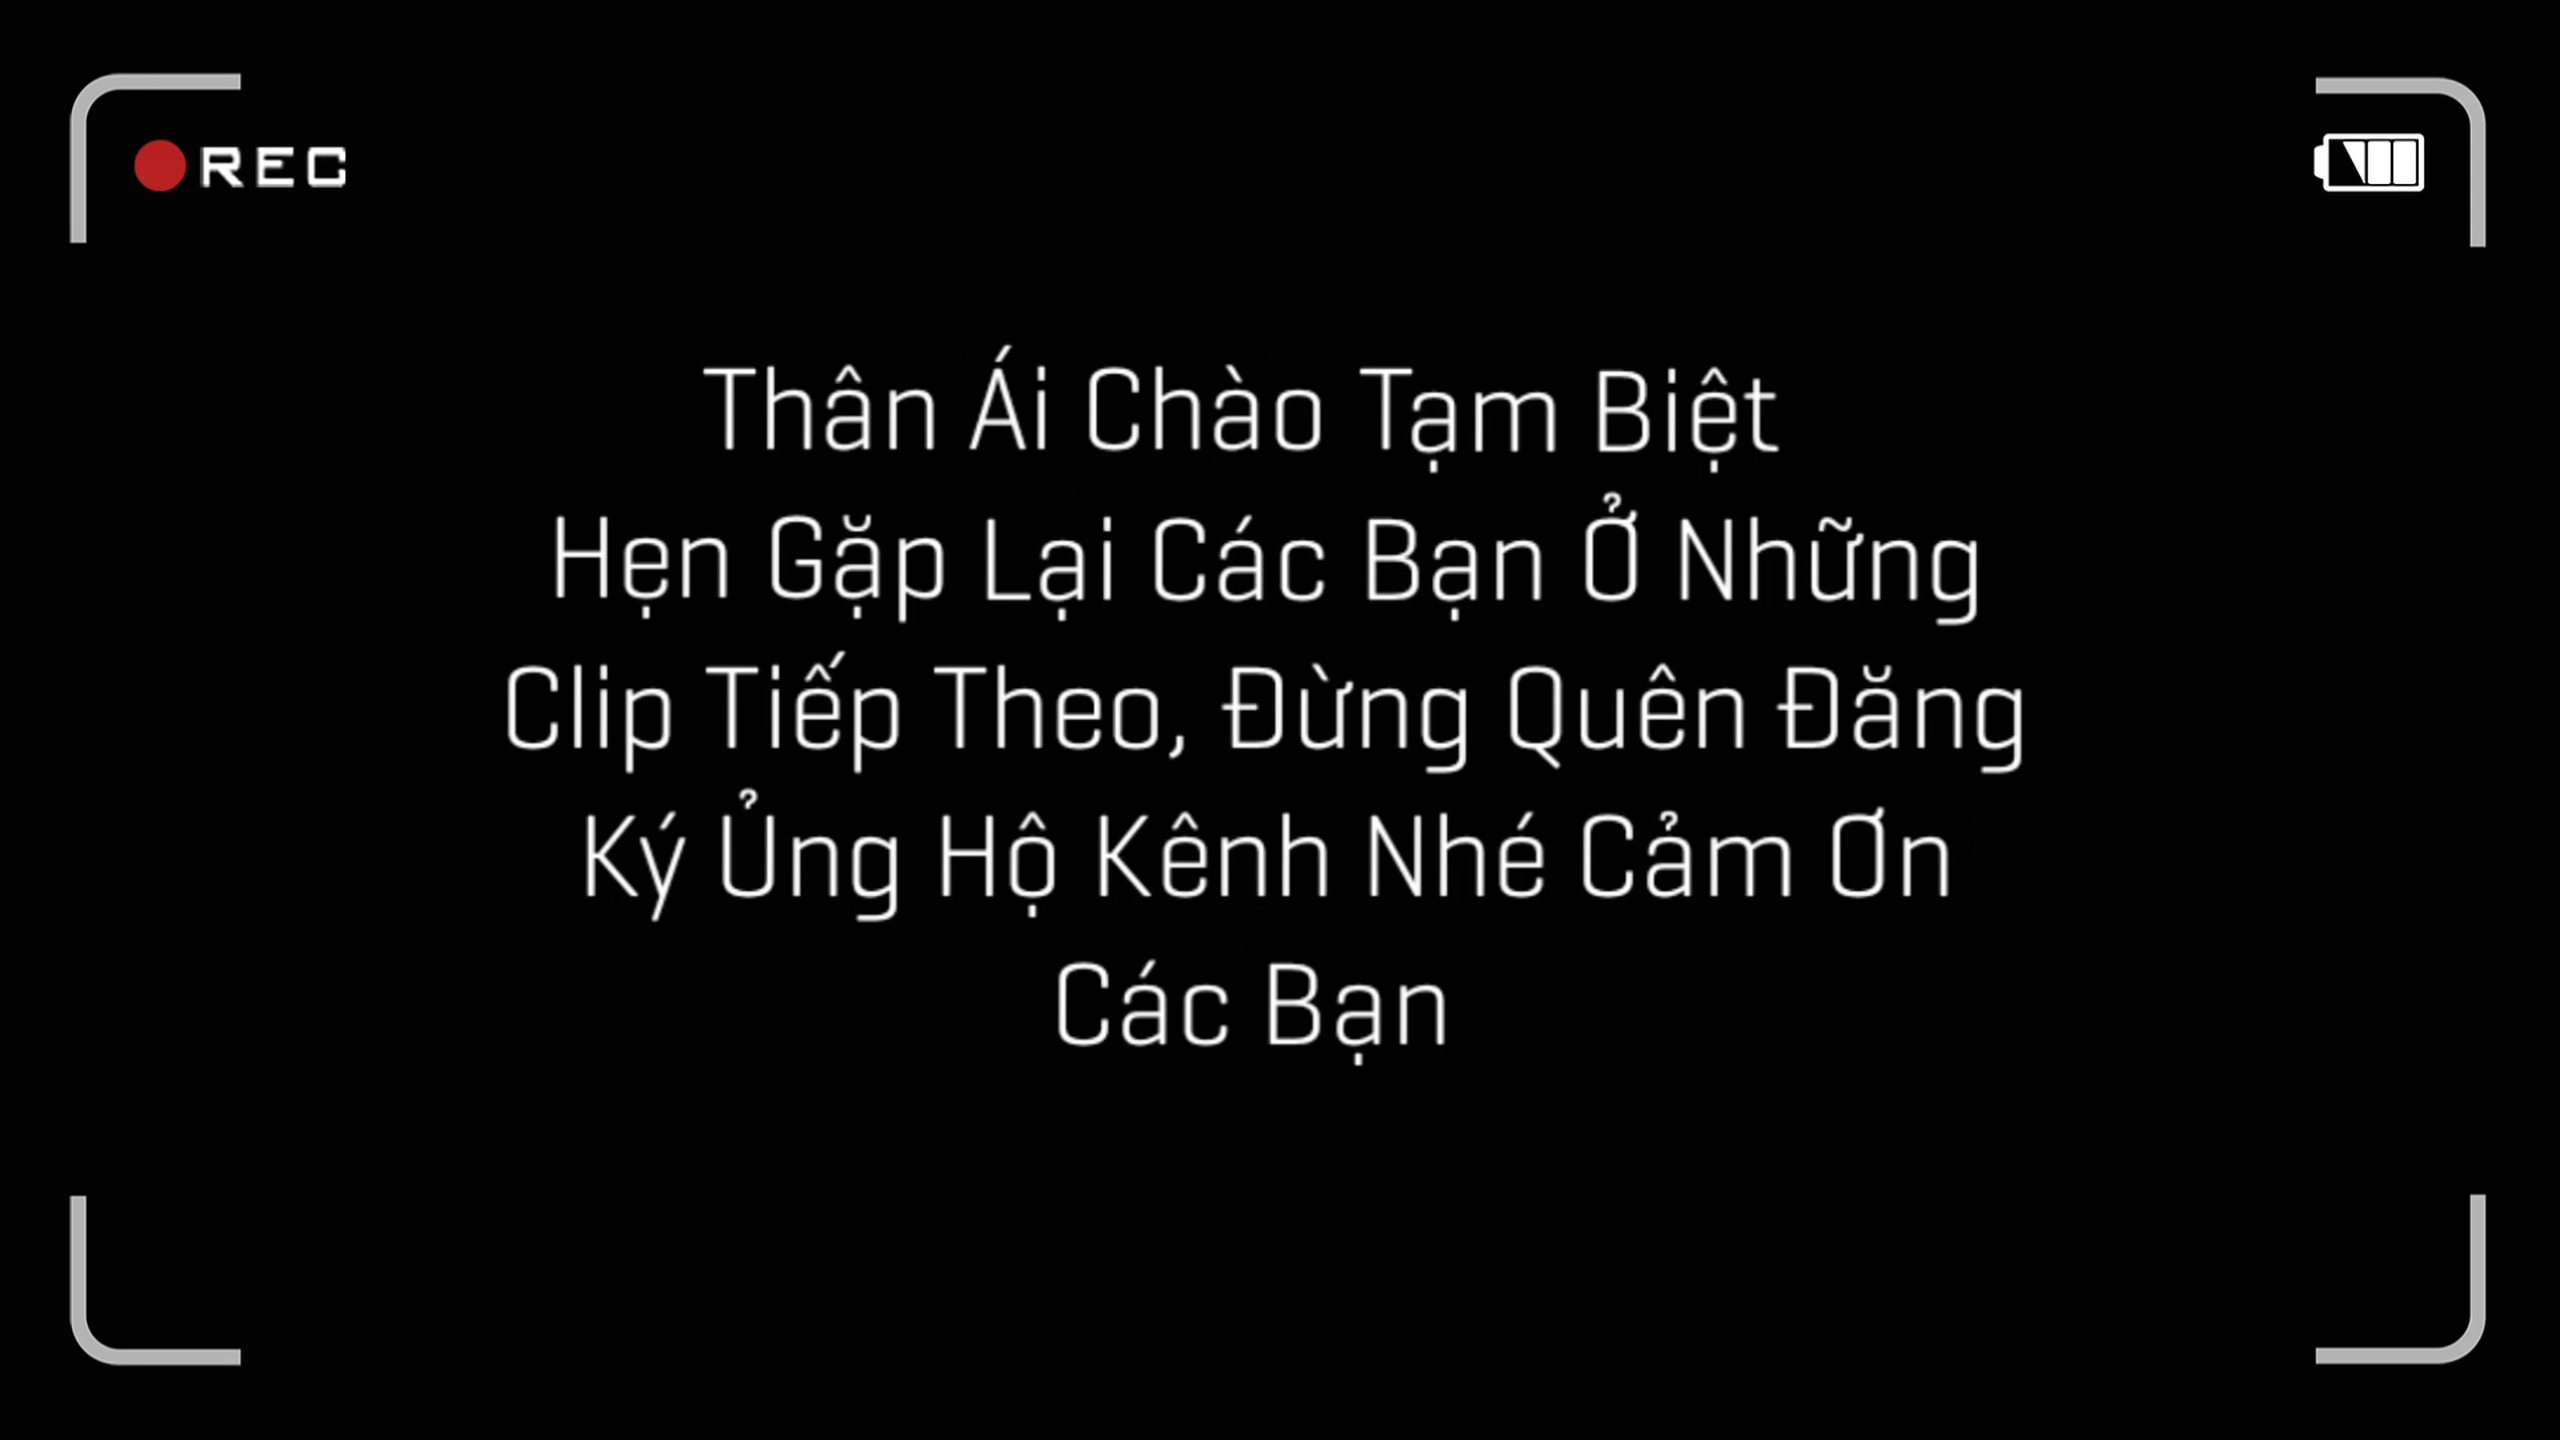 REC
Thân Ái Chào Tạm Biệt
Hẹn Gặp Lại Các Bạn Ở Những
Clip Tiếp Theo, Đừng Quên Đăng
Ký Ủng Hộ Kênh Nhé Cảm Ơn
Các Bạn